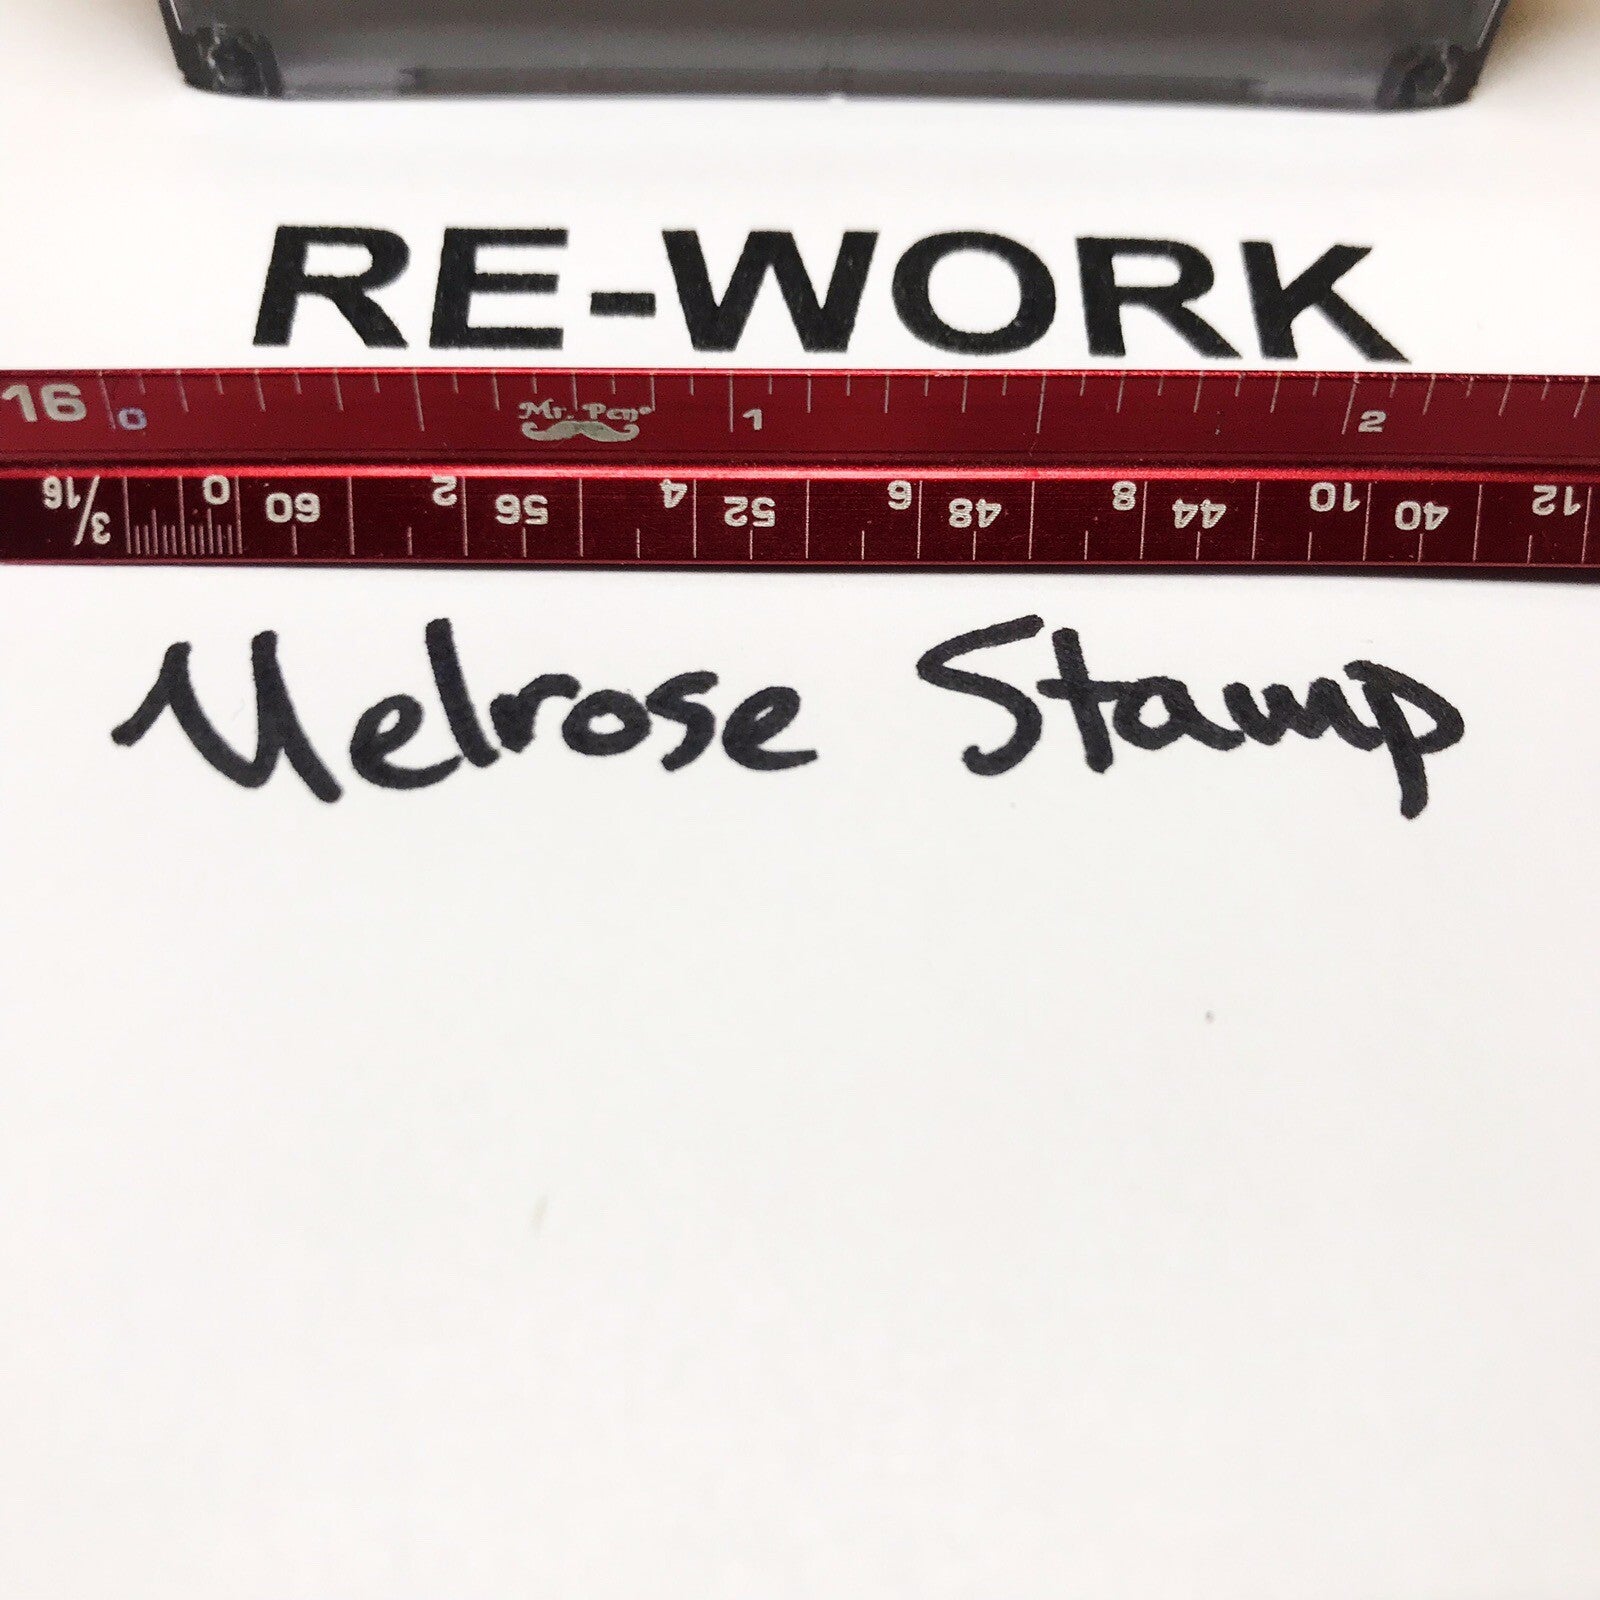 RE-WORK
16 0 Mr. Pen® 1 2
3/16 0 60 2 56 4 52 6 48 8 44 10 40 12
Melrose Stamp